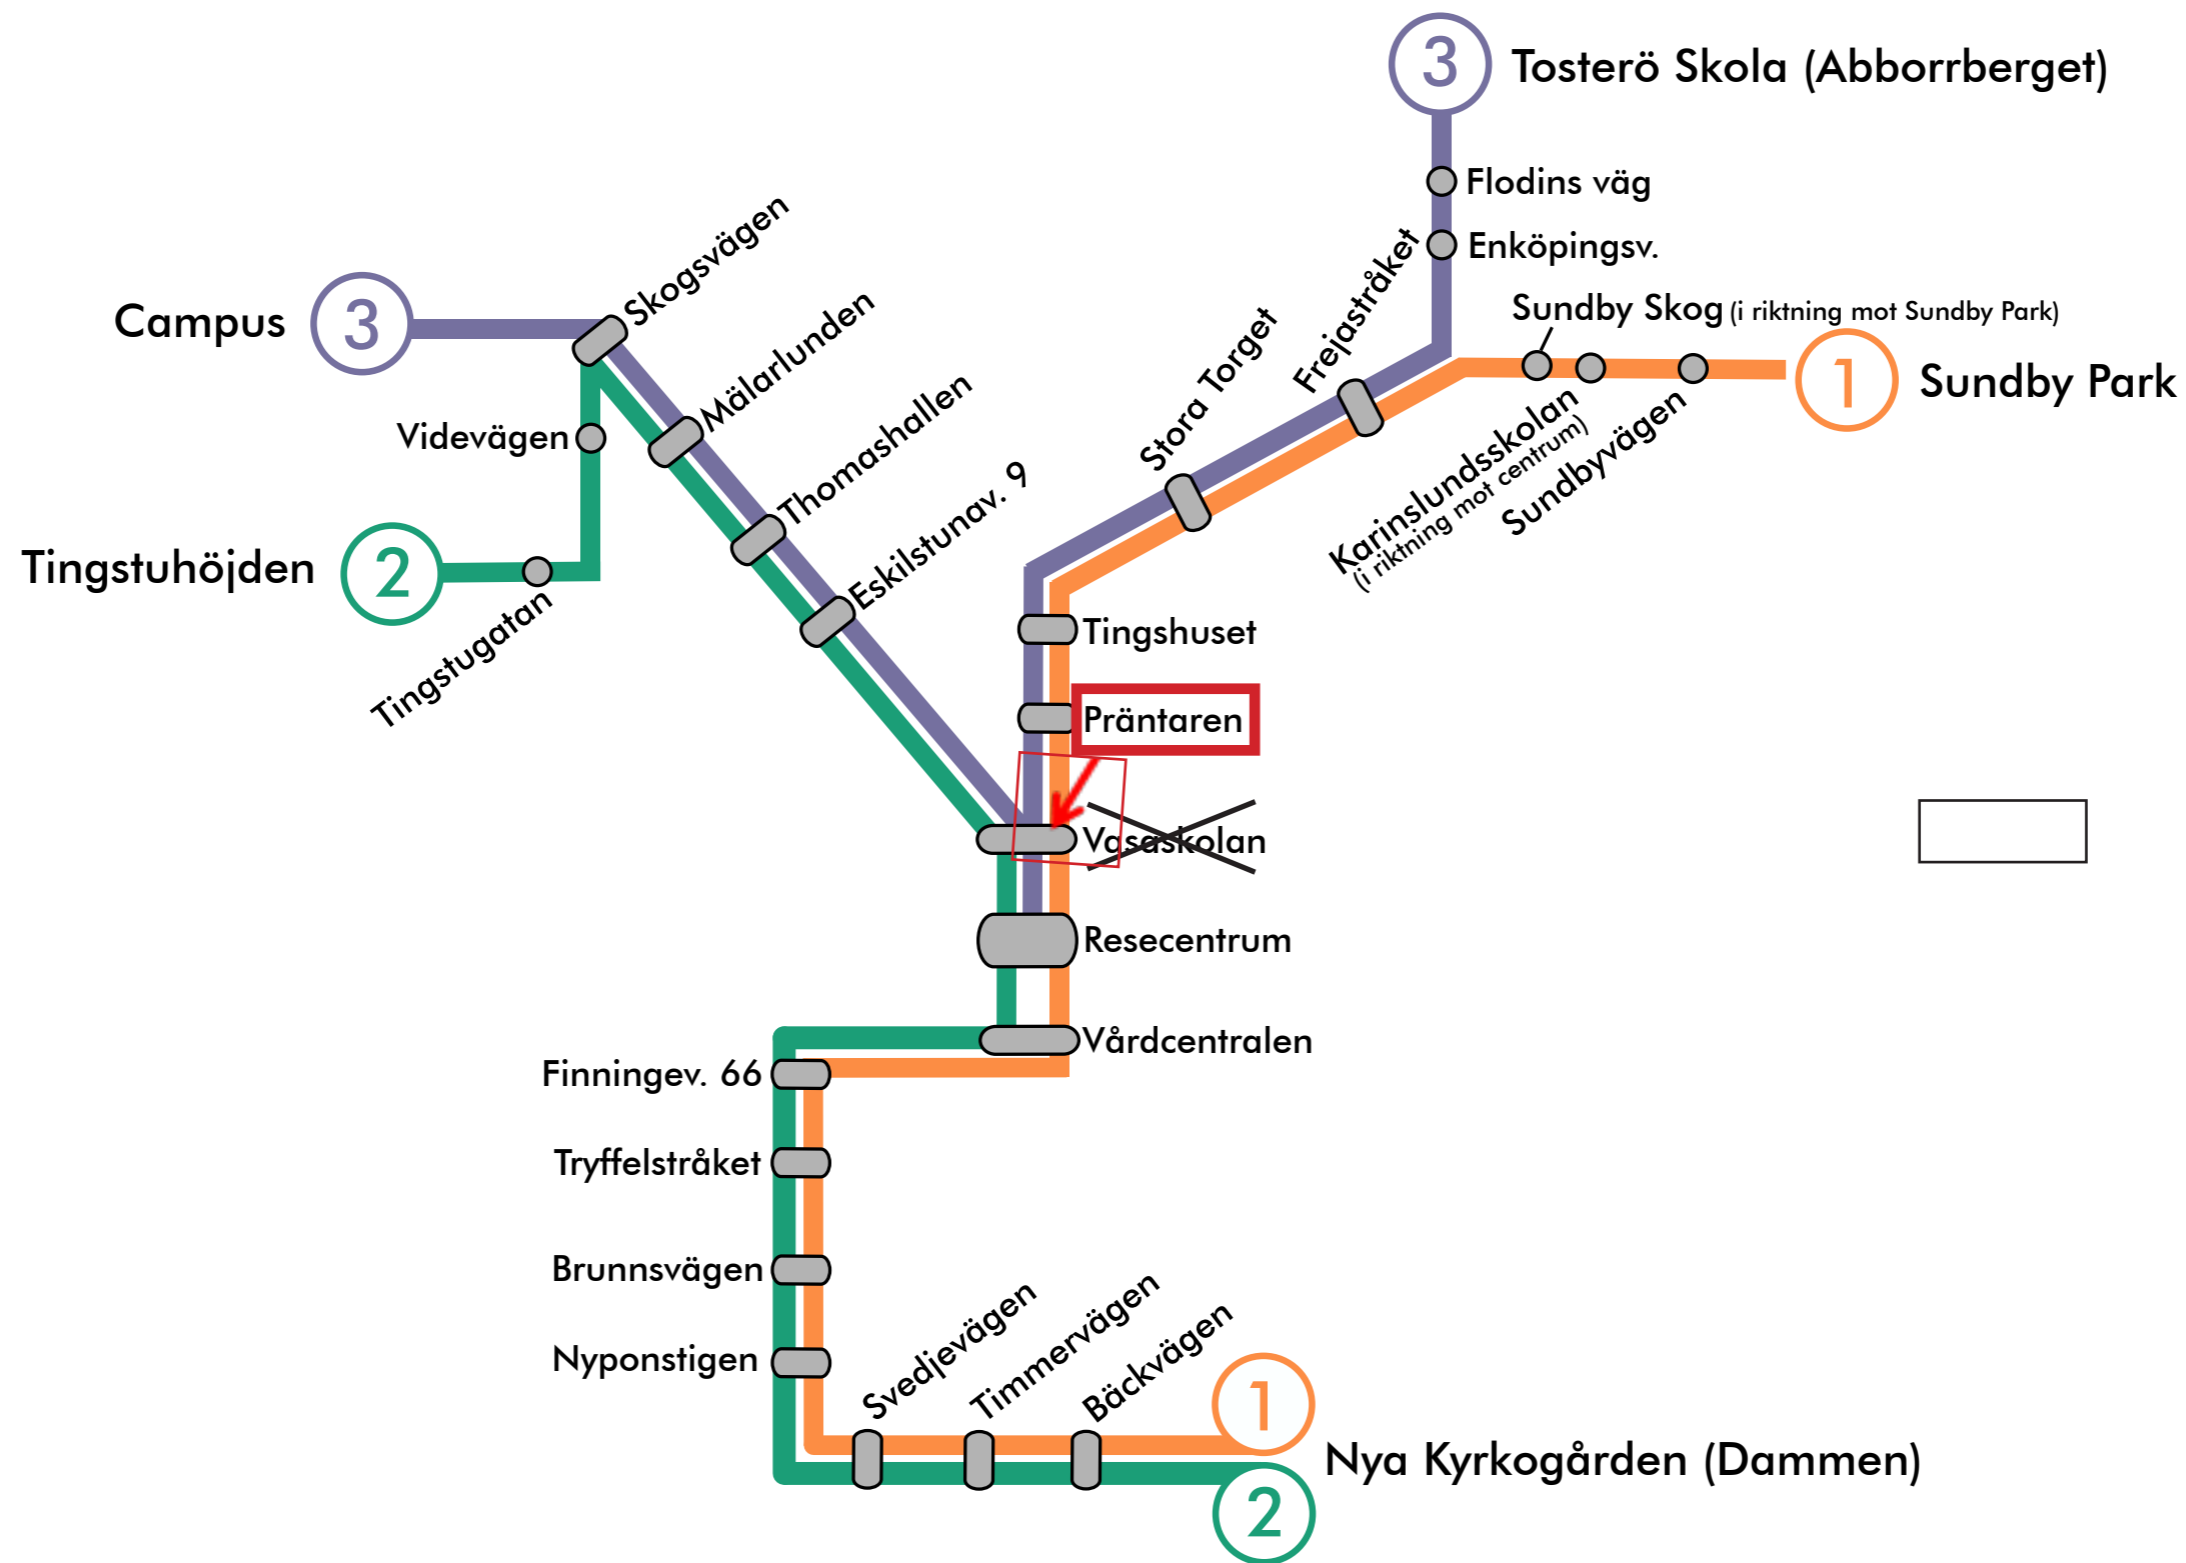 3 Tosterö Skola (Abborrberget)
Flodins väg
Enköpingsv.
Frejastråket
Stora Torget
Sundby Skog (i riktning mot Sundby Park)
1 Sundby Park
Karinslundsskolan
(i riktning mot centrum)
Sundbyvägen
Skogsvägen
Campus 3
Mälarlunden
Thomashallen
Videvägen
Eskilstunav. 9
Tingstuhöjden 2
Tingstugatan
Tingshuset
Präntaren
Vasaskolan
Resecentrum
Vårdcentralen
Finningev. 66
Tryffelstråket
Brunnsvägen
Nyponstigen
Svedjevägen
Timmervägen
Bäckvägen
1
Nya Kyrkogården (Dammen)
2